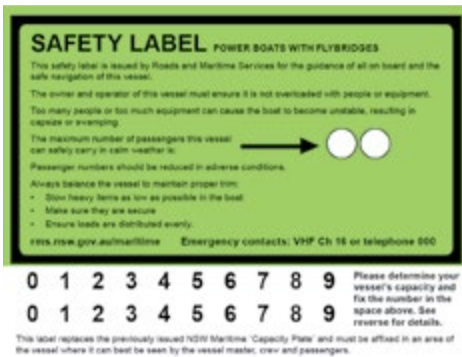 SAFETY LABEL POWER BOATS WITH FLYBRIDGES
This safety label is issued by Roads and Maritime Services for the guidance of all on board and the
safe navigation of this vessel.
The owner and operator of this vessel must ensure it is not overloaded with people or equipment.
Too many people or too much equipment can cause the boat to become unstable, resulting in
capsize or swamping.
The maximum number of passengers this vessel
can safely carry in calm weather is:
Passenger numbers should be reduced in adverse conditions.
Always balance the vessel to maintain proper trim:
• Stow heavy items as low as possible in the boat
• Make sure they are secure
• Ensure loads are distributed evenly.
rms.nsw.gov.au/maritime Emergency contacts: VHF Ch 16 or telephone 000
0 1 2 3 4 5 6 7 8 9
0 1 2 3 4 5 6 7 8 9
Please determine your
vessel's capacity and
fix the number in the
space above. See
reverse for details.
This label replaces the previously issued NSW Maritime 'Capacity Plate' and must be affixed in an area of
the vessel where it can best be seen by the vessel master, crew and passengers.